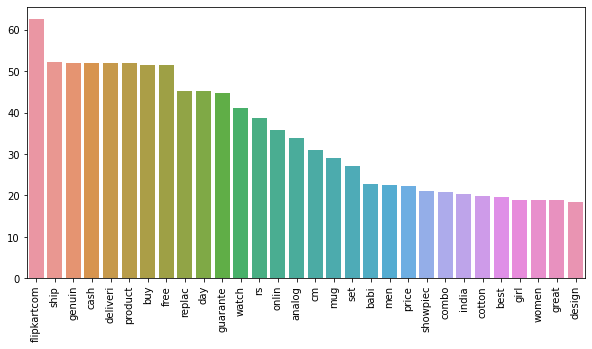 60
50
40
30
20
10
0
flipkartcom
ship
genuin
cash
deliveri
product
buy
free
replac
day
guarante
watch
rs
onlin
analog
cm
mug
set
babi
men
price
showpiec
combo
india
cotton
best
girl
women
great
design